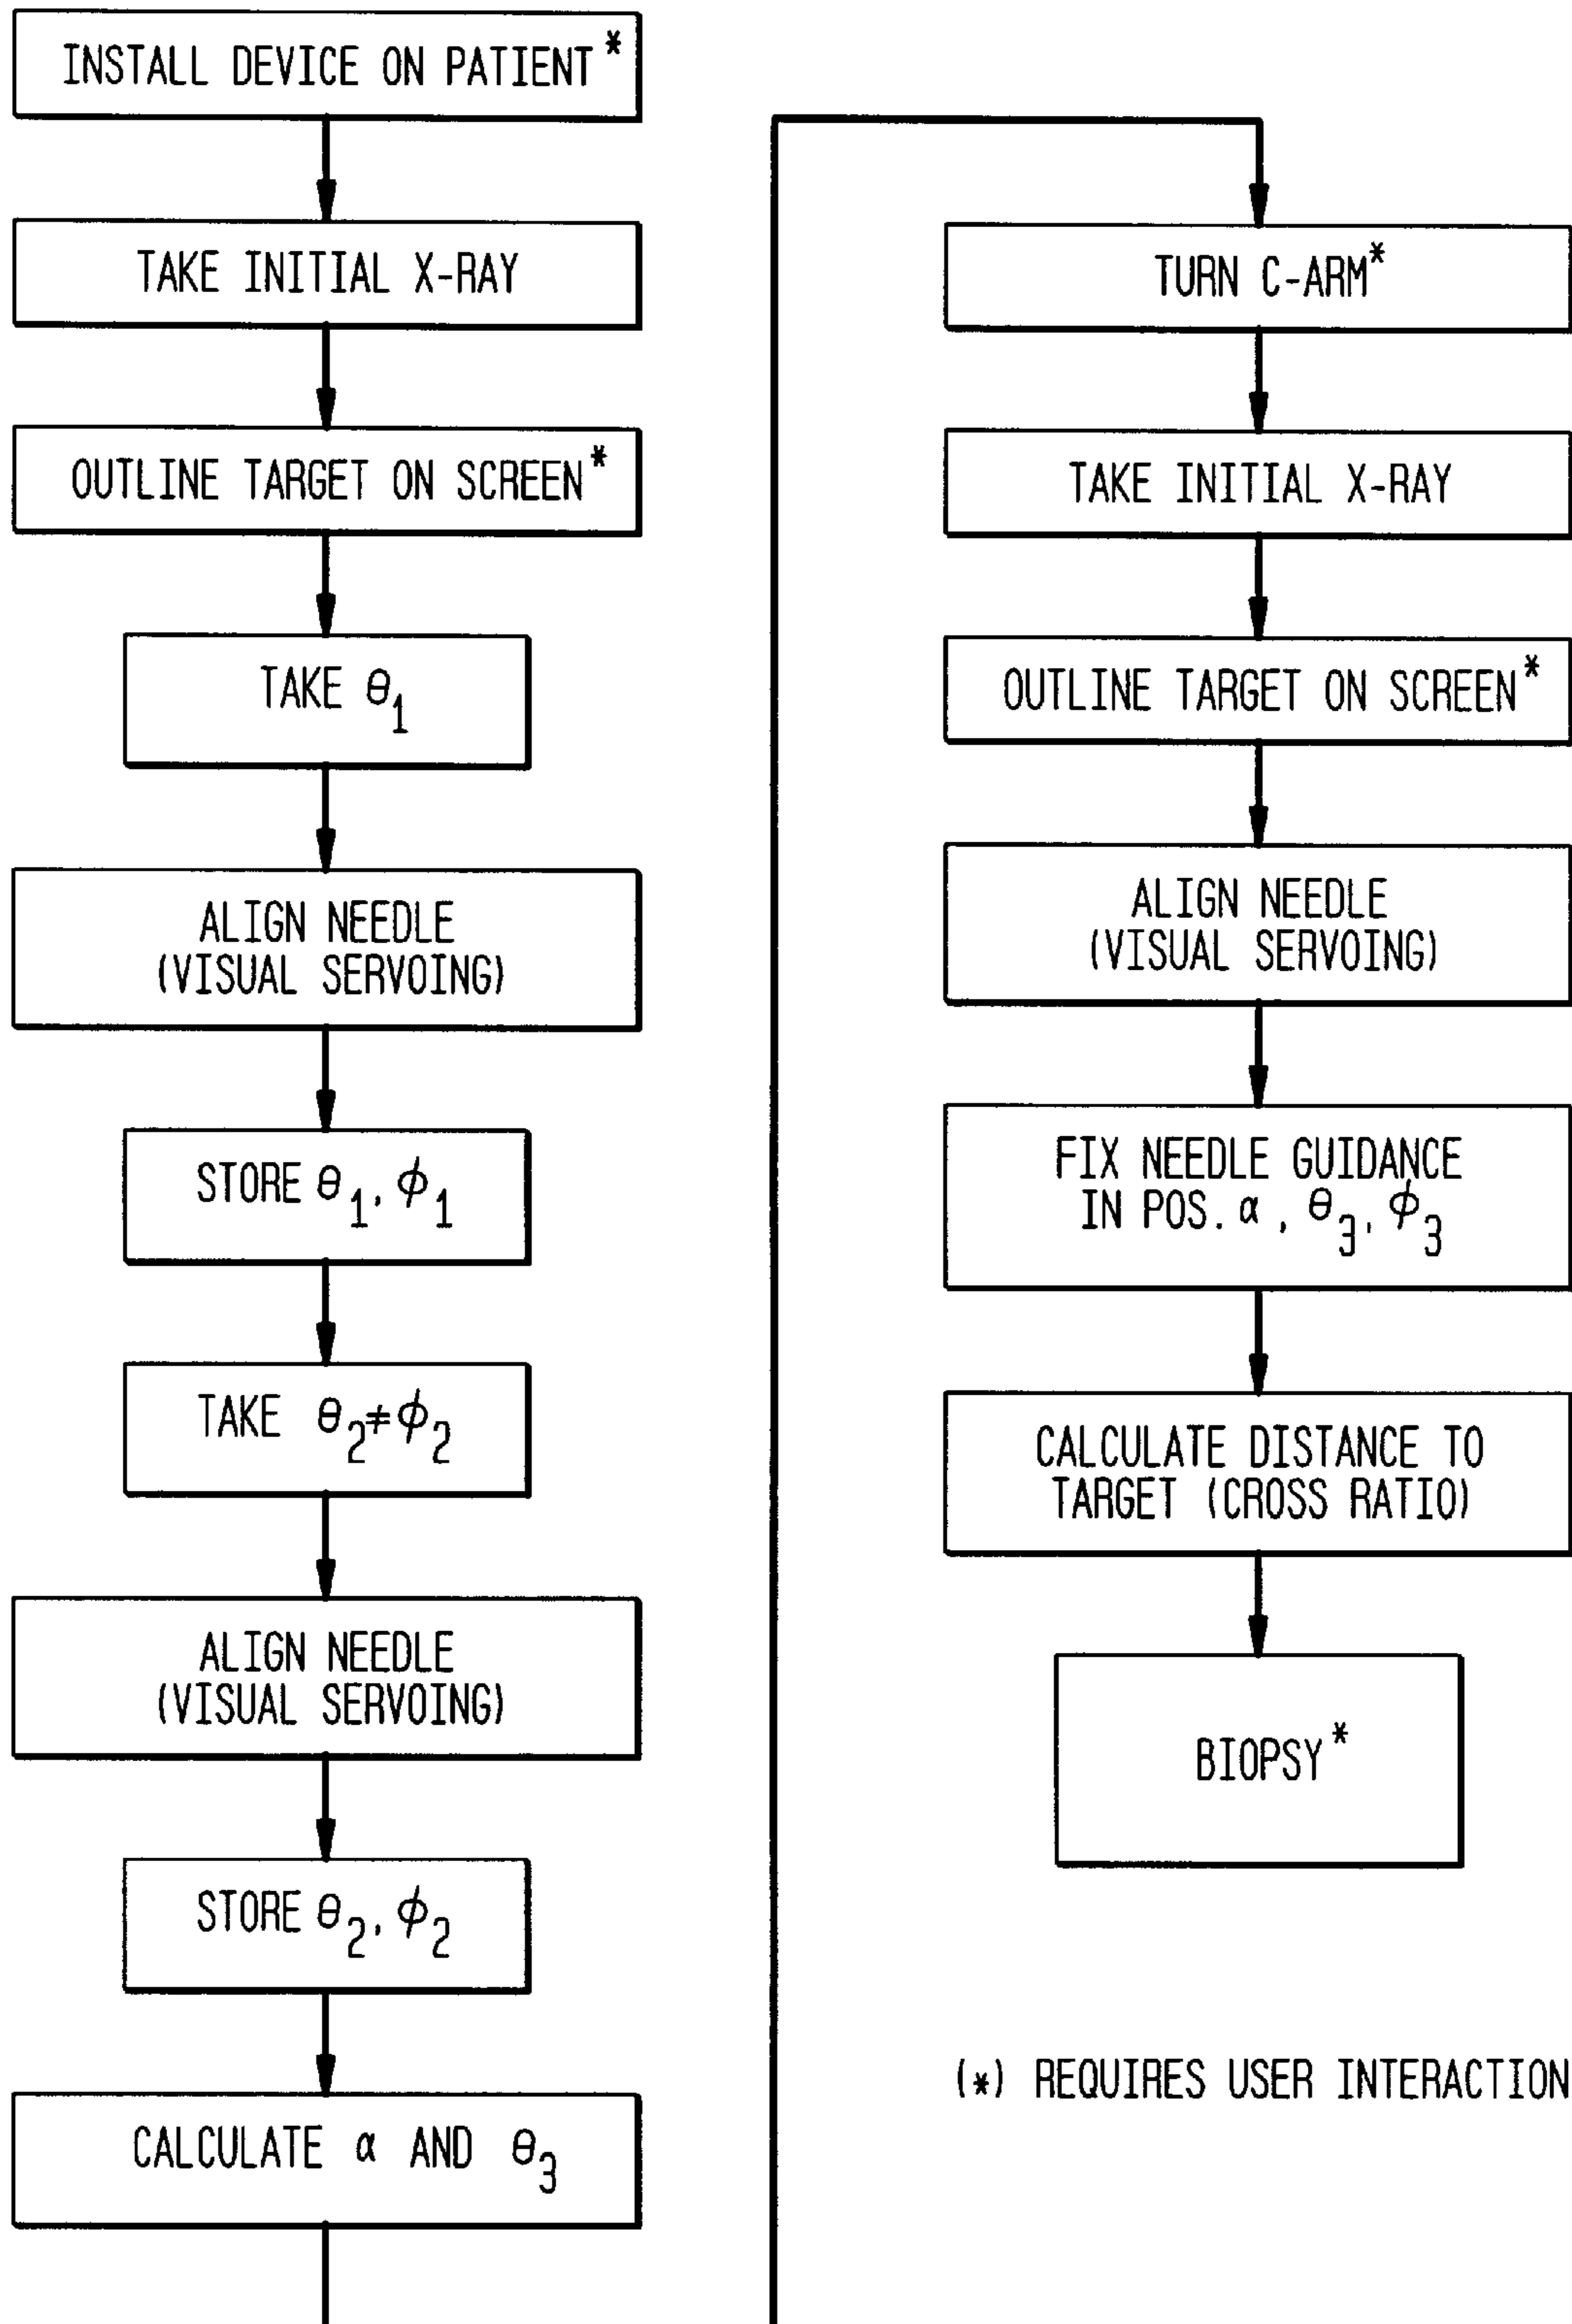 INSTALL DEVICE ON PATIENT*
TAKE INITIAL X-RAY
OUTLINE TARGET ON SCREEN*
TAKE θ1
ALIGN NEEDLE
(VISUAL SERVOING)
STORE θ1, ϕ1
TAKE θ2≠ϕ2
ALIGN NEEDLE
(VISUAL SERVOING)
STORE θ2, ϕ2
CALCULATE α AND θ3
TURN C-ARM*
TAKE INITIAL X-RAY
OUTLINE TARGET ON SCREEN*
ALIGN NEEDLE
(VISUAL SERVOING)
FIX NEEDLE GUIDANCE
IN POS. α, θ3, ϕ3
CALCULATE DISTANCE TO
TARGET (CROSS RATIO)
BIOPSY*
(*) REQUIRES USER INTERACTION